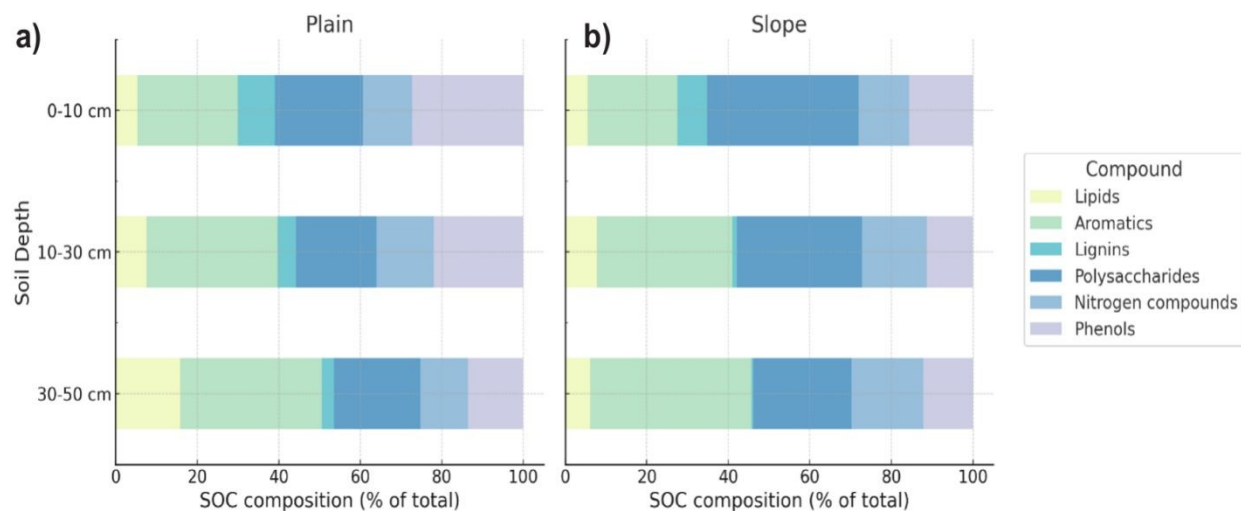 a)
Plain
b)
Slope
Soil Depth
0-10 cm
10-30 cm
30-50 cm
0 20 40 60 80 100
SOC composition (% of total)
0 20 40 60 80 100
SOC composition (% of total)
Compound
Lipids
Aromatics
Lignins
Polysaccharides
Nitrogen compounds
Phenols